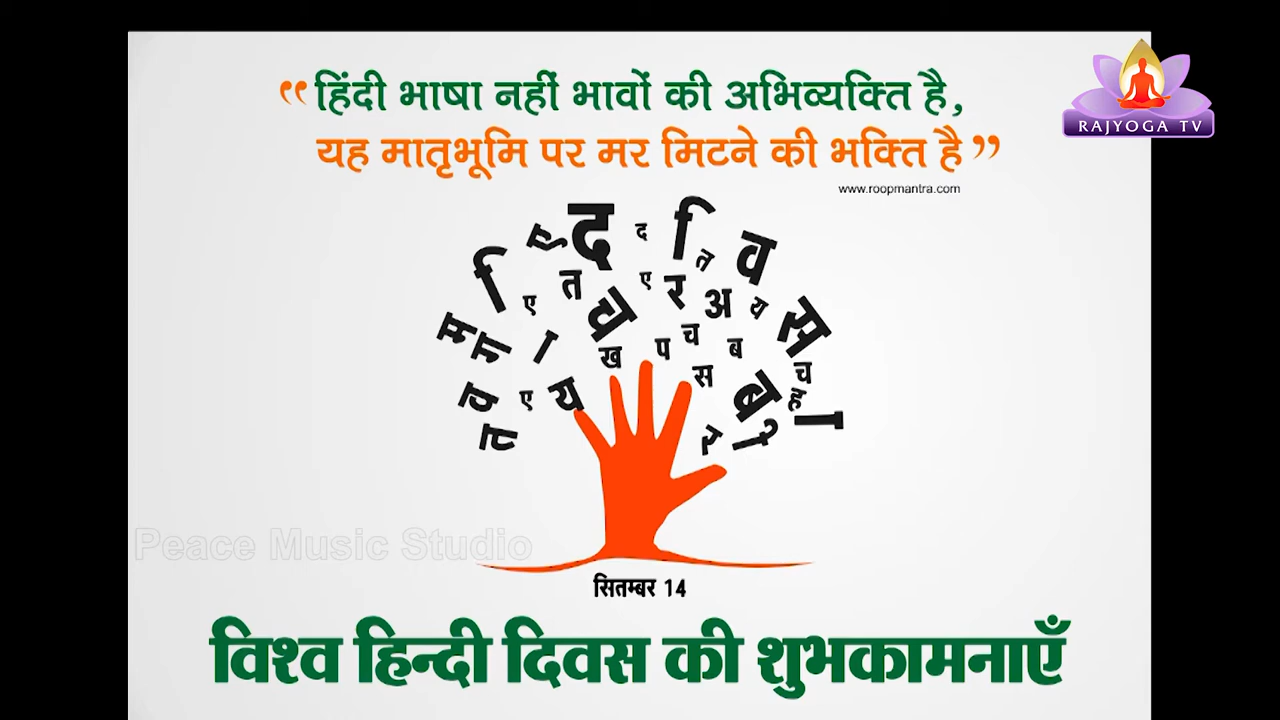 “हिंदी भाषा नहीं भावों की अभिव्यक्ति है,
यह मातृभूमि पर मर मिटने की भक्ति है”
www.roopmantra.com
RAJYOGA TV
द
ए
द
ि
त
व
ि
ए
त
ए
र
अ
य
स
म
ग
ा
व
ख
प
च
ब
स
च
व
ए
य
ब
ह
ा
त
र
ी
Peace Music Studio
सितम्बर 14
विश्व हिन्दी दिवस की शुभकामनाएँ